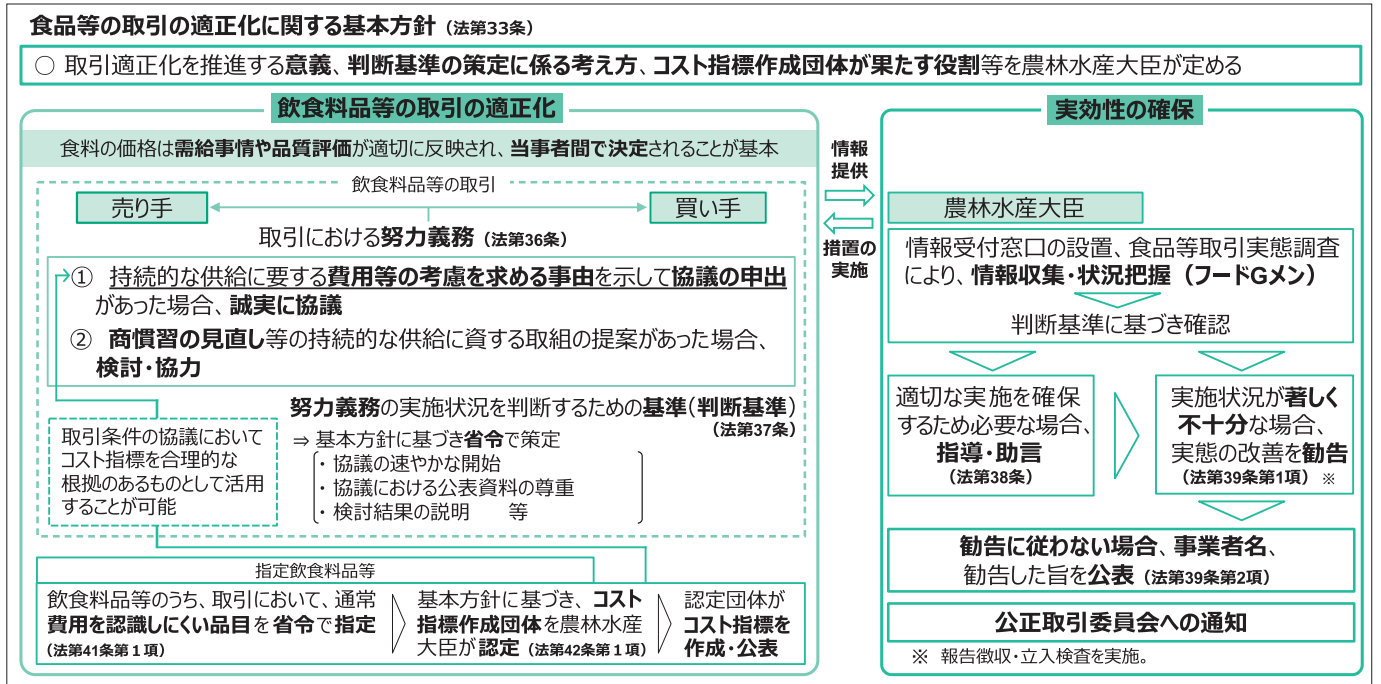 食品等の取引の適正化に関する基本方針（法第33条）
○ 取引適正化を推進する意義、判断基準の策定に係る考え方、コスト指標作成団体が果たす役割等を農林水産大臣が定める
飲食料品等の取引の適正化
食料の価格は需給事情や品質評価が適切に反映され、当事者間で決定されることが基本
飲食料品等の取引
売り手
買い手
取引における努力義務（法第36条）
① 持続的な供給に要する費用等の考慮を求める事由を示して協議の申出
があった場合、誠実に協議
② 商慣習の見直し等の持続的な供給に資する取組の提案があった場合、
検討・協力
努力義務の実施状況を判断するための基準（判断基準）
（法第37条）
⇒ 基本方針に基づき省令で策定
・協議の速やかな開始
・協議における公表資料の尊重
・検討結果の説明　等
取引条件の協議において
コスト指標を合理的な
根拠のあるものとして活用
することが可能
指定飲食料品等
飲食料品等のうち、取引において、通常
費用を認識しにくい品目を省令で指定
（法第41条第１項）
基本方針に基づき、コスト
指標作成団体を農林水産
大臣が認定（法第42条第１項）
認定団体が
コスト指標を
作成・公表
情報
提供
措置の
実施
実効性の確保
農林水産大臣
情報受付窓口の設置、食品等取引実態調査
により、情報収集・状況把握（フードGメン）
判断基準に基づき確認
適切な実施を確保
するため必要な場合、
指導・助言
（法第38条）
実施状況が著しく
不十分な場合、
実態の改善を勧告
（法第39条第1項）※
勧告に従わない場合、事業者名、
勧告した旨を公表（法第39条第2項）
公正取引委員会への通知
※ 報告徴収・立入検査を実施。